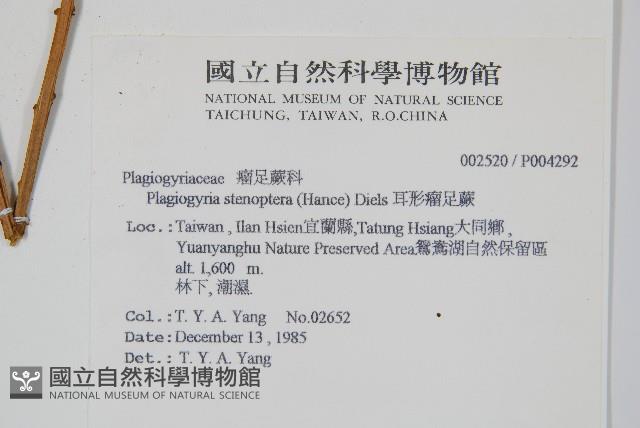 國立自然科學博物館
NATIONAL MUSEUM OF NATURAL SCIENCE
TAICHUNG, TAIWAN, R.O.CHINA
002520 / P004292
Plagiogyriaceae 瘤足蕨科
Plagiogyria stenoptera (Hance) Diels 耳形瘤足蕨
Loc.: Taiwan , Ilan Hsien宜蘭縣,Tatung Hsiang大同鄉 ,
Yuanyanghu Nature Preserved Area鴛鴦湖自然保留區
alt. 1,600 m.
林下, 潮濕.
Col.: T. Y. A. Yang No.02652
Date: December 13 , 1985
Det.: T. Y. A. Yang
國立自然科學博物館
NATIONAL MUSEUM OF NATURAL SCIENCE